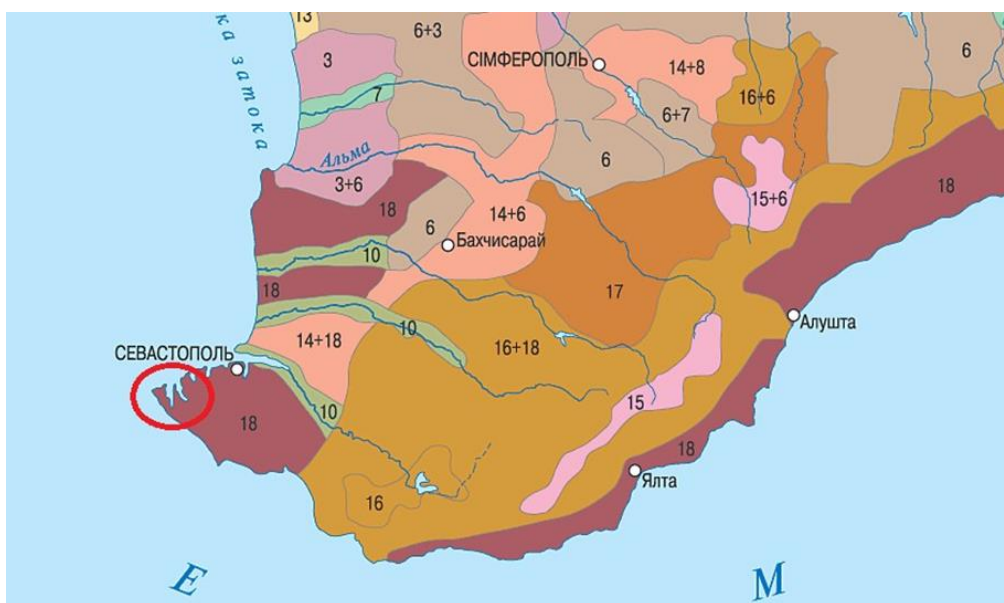 13
6+3
6
3
СІМФЕРОПОЛЬ
14+8
16+6
ка затока
7
6+7
Альма
6
3+6
18
15+6
18
6
14+6
Бахчисарай
10
18
17
10
14+18
16+18
Алушта
СЕВАСТОПОЛЬ
15
10
18
18
Ялта
16
Е
М